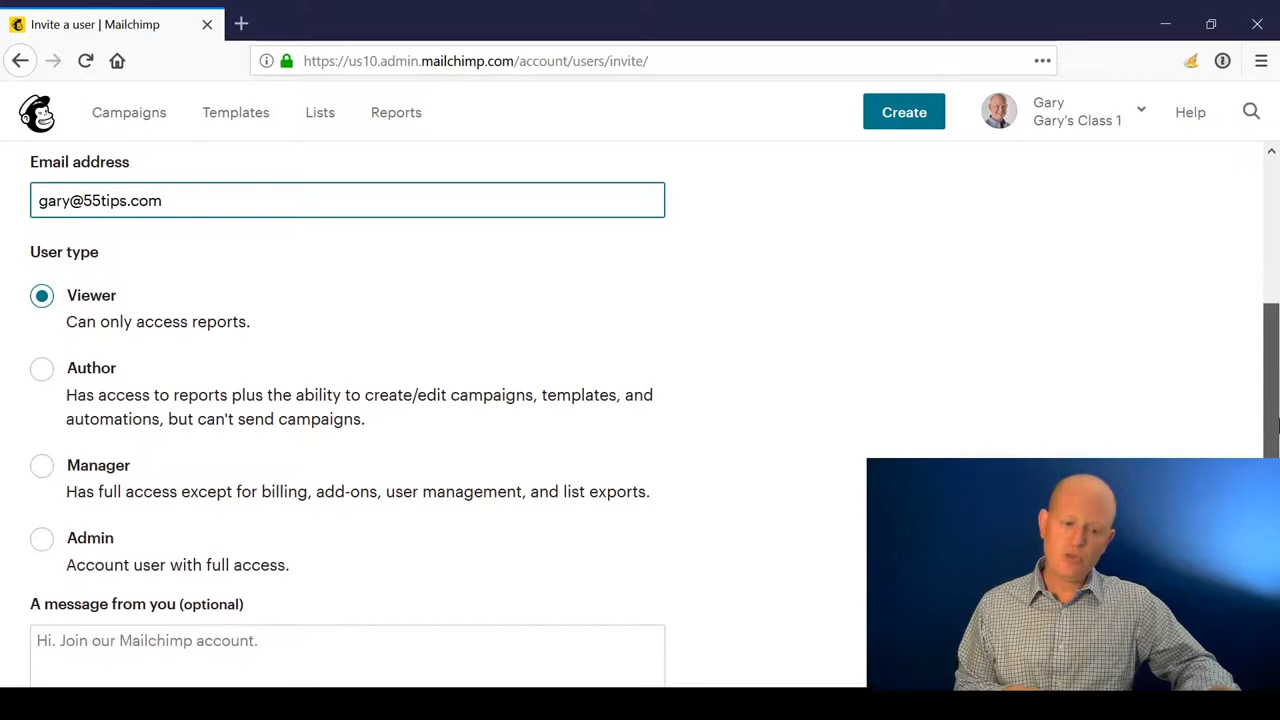 Invite a user | Mailchimp
https://us10.admin.mailchimp.com/account/users/invite/
Campaigns Templates Lists Reports Create Gary Help
Gary's Class 1
Email address
gary@55tips.com
User type
Viewer
Can only access reports.
Author
Has access to reports plus the ability to create/edit campaigns, templates, and
automations, but can't send campaigns.
Manager
Has full access except for billing, add-ons, user management, and list exports.
Admin
Account user with full access.
A message from you (optional)
Hi. Join our Mailchimp account.